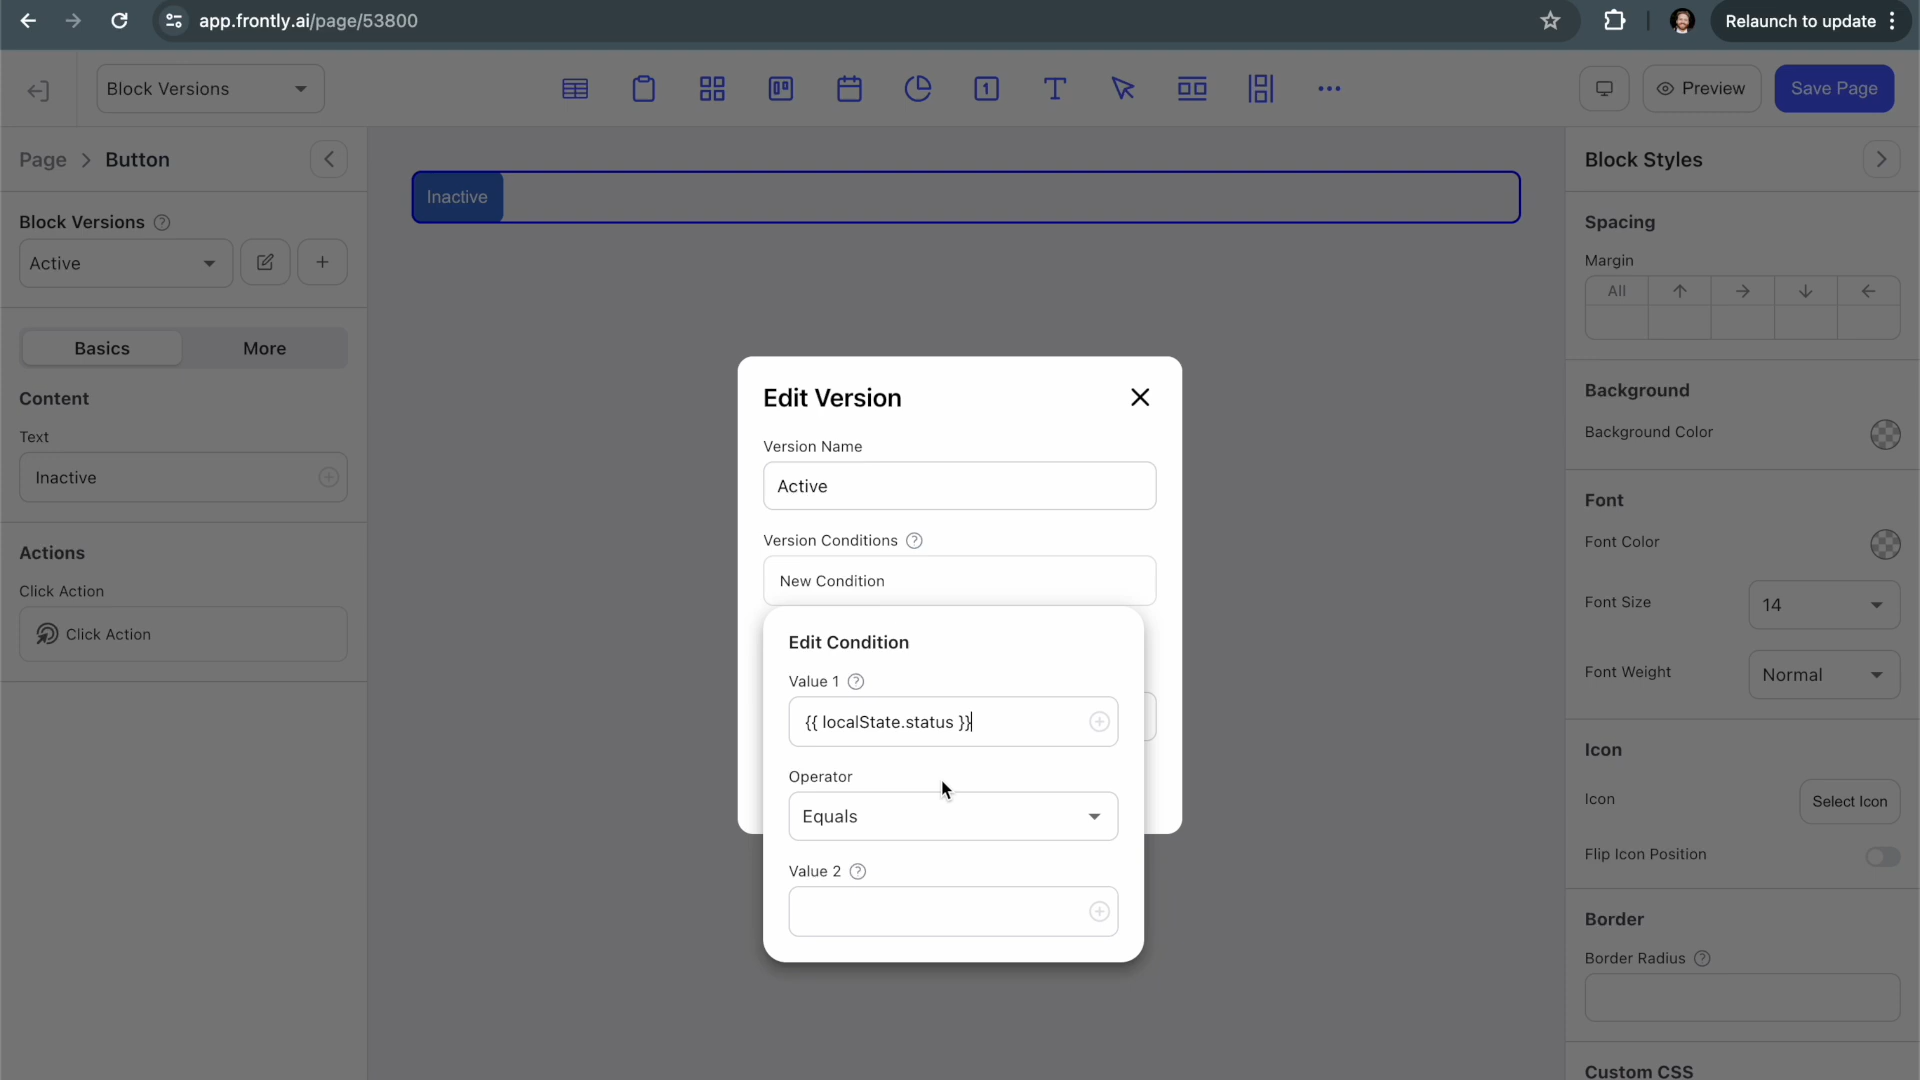 app.frontly.ai/page/53800
Relaunch to update
Block Versions
1
T
Preview
Save Page
Page > Button
Block Versions ?
Active
Basics
More
Content
Text
Inactive
Actions
Click Action
Click Action
Inactive
Edit Version
Version Name
Active
Version Conditions ?
New Condition
Edit Condition
Value 1 ?
{{ localState.status }}
Operator
Equals
Value 2 ?
Block Styles
Spacing
Margin
All
Background
Background Color
Font
Font Color
Font Size
14
Font Weight
Normal
Icon
Icon
Select Icon
Flip Icon Position
Border
Border Radius ?
Custom CSS